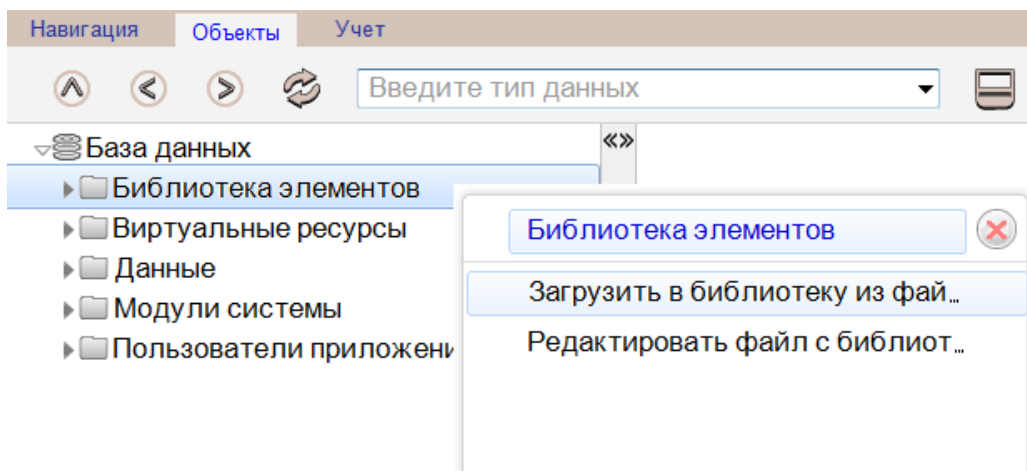 Навигация Объекты Учет
Введите тип данных
База данных
Библиотека элементов
Виртуальные ресурсы
Данные
Модули системы
Пользователи приложени
Библиотека элементов
Загрузить в библиотеку из фай...
Редактировать файл с библиот...